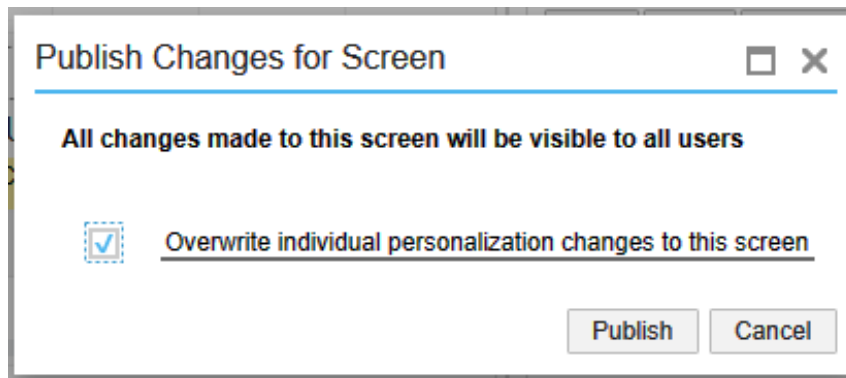 Publish Changes for Screen
All changes made to this screen will be visible to all users
Overwrite individual personalization changes to this screen
Publish Cancel